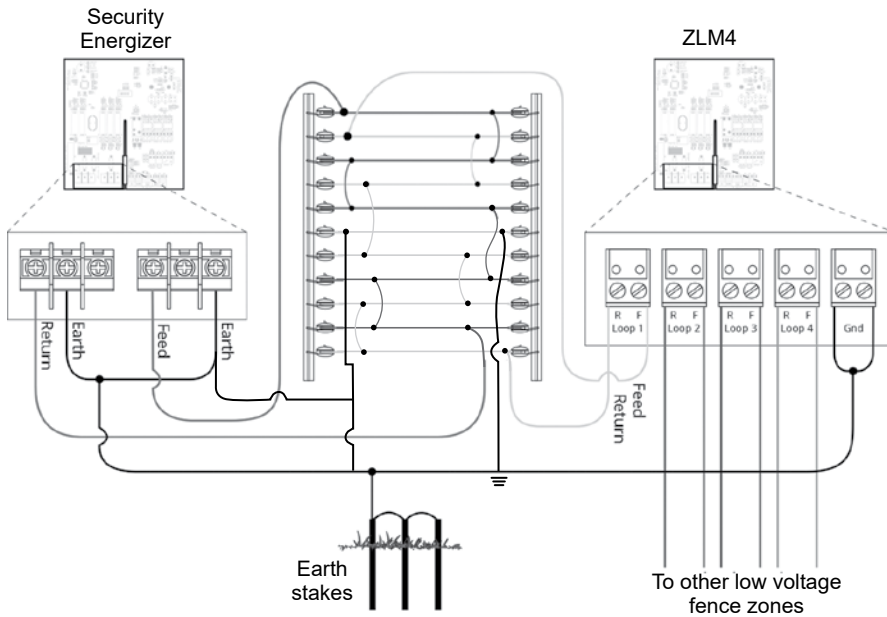 Security
Energizer
ZLM4
Return
Earth
Feed
Earth
R F
Loop 1
R F
Loop 2
R F
Loop 3
R F
Loop 4
Gnd
Feed
Return
Earth
stakes
To other low voltage
fence zones